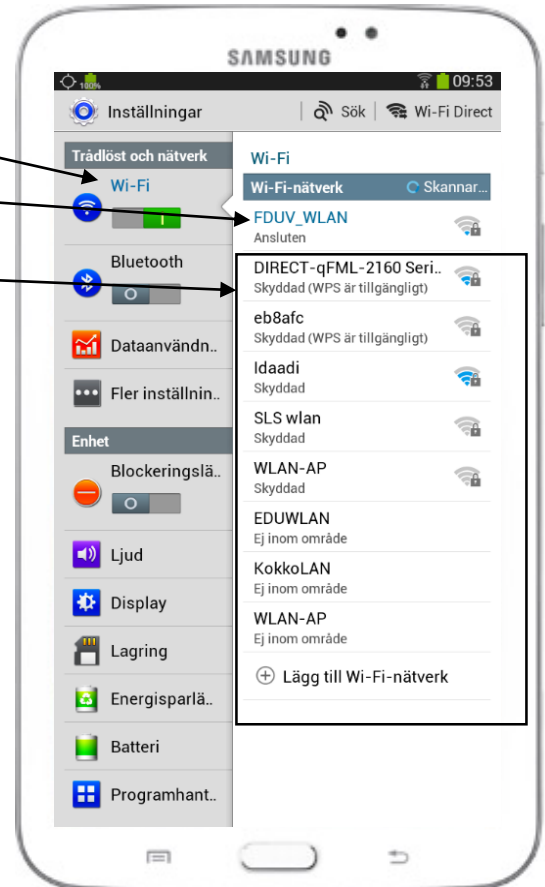 SAMSUNG
100%
09:53
Inställningar
Sök
Wi-Fi Direct
Trådlöst och nätverk
Wi-Fi
Bluetooth
Dataanvändn..
Fler inställnin..
Enhet
Blockeringslä..
Ljud
Display
Lagring
Energisparlä..
Batteri
Programhant..
Wi-Fi
Wi-Fi-nätverk
Skannar...
FDUV_WLAN
Ansluten
DIRECT-qFML-2160 Seri..
Skyddad (WPS är tillgängligt)
eb8afc
Skyddad (WPS är tillgängligt)
Idaadi
Skyddad
SLS wlan
Skyddad
WLAN-AP
Skyddad
EDUWLAN
Ej inom område
KokkoLAN
Ej inom område
WLAN-AP
Ej inom område
Lägg till Wi-Fi-nätverk